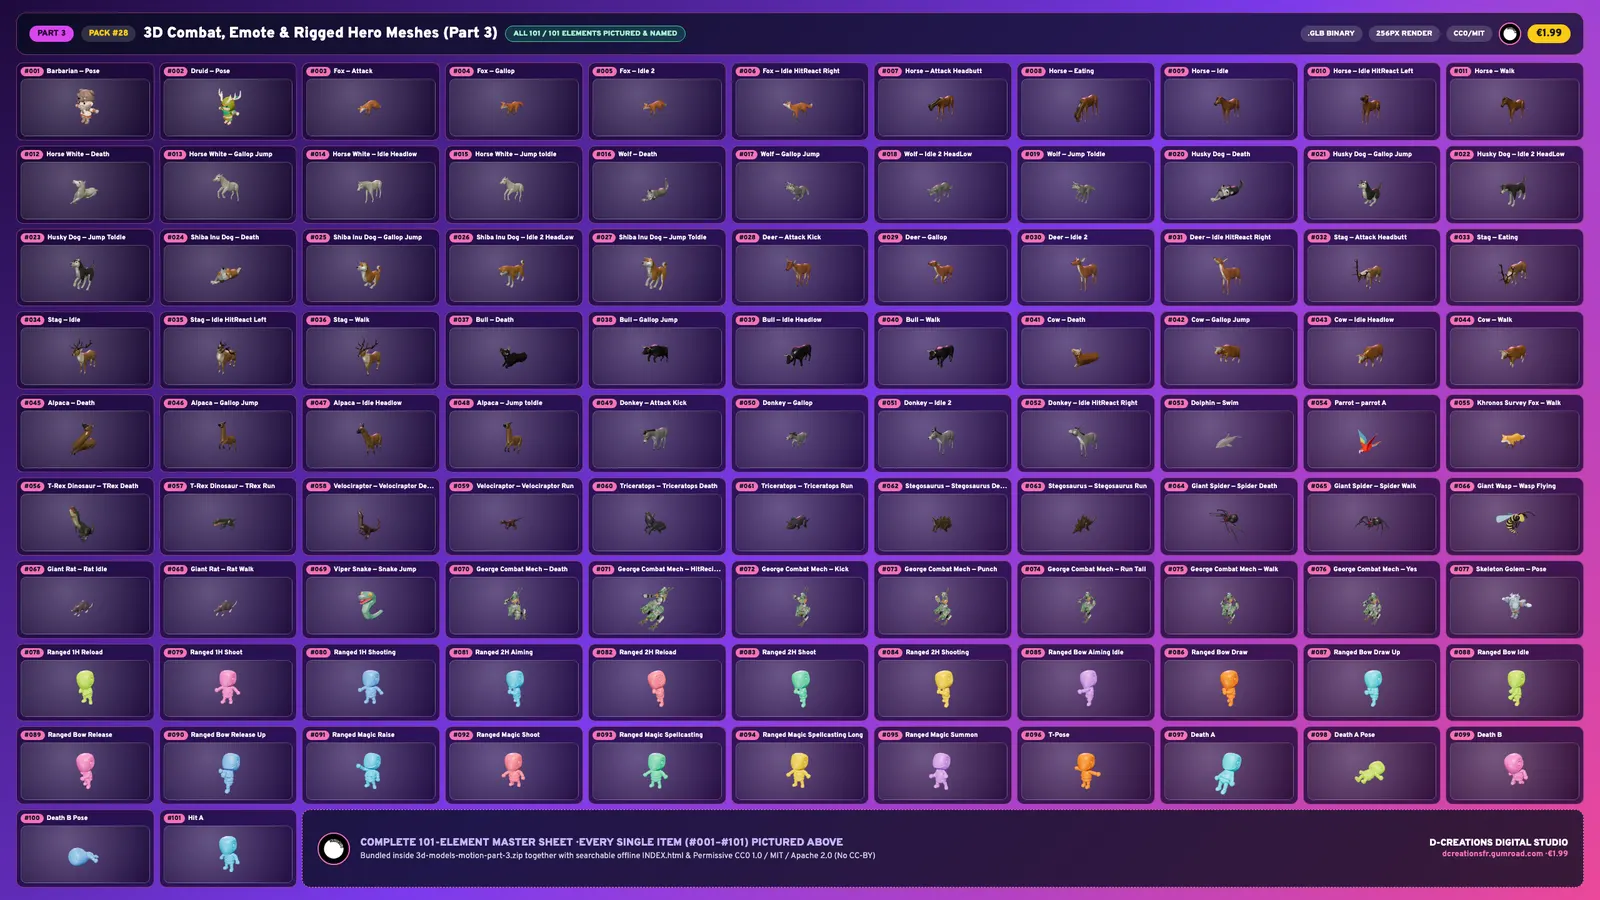 PART 3 PACK #28 3D Combat, Emote & Rigged Hero Meshes (Part 3) ALL 101 / 101 ELEMENTS PICTURED & NAMED .GLB BINARY 256PX RENDER CC0/MIT €1.99
#001 Barbarian – Pose #002 Druid – Pose #003 Fox – Attack #004 Fox – Gallop #005 Fox – Idle 2 #006 Fox – Idle HitReact Right #007 Horse – Attack Headbutt #008 Horse – Eating #009 Horse – Idle #010 Horse – Idle HitReact Left #011 Horse – Walk
#012 Horse White – Death #013 Horse White – Gallop Jump #014 Horse White – Idle Headlow #015 Horse White – Jump toIdle #016 Wolf – Death #017 Wolf – Gallop Jump #018 Wolf – Idle 2 HeadLow #019 Wolf – Jump ToIdle #020 Husky Dog – Death #021 Husky Dog – Gallop Jump #022 Husky Dog – Idle 2 HeadLow
#023 Husky Dog – Jump ToIdle #024 Shiba Inu Dog – Death #025 Shiba Inu Dog – Gallop Jump #026 Shiba Inu Dog – Idle 2 HeadLow #027 Shiba Inu Dog – Jump ToIdle #028 Deer – Attack Kick #029 Deer – Gallop #030 Deer – Idle 2 #031 Deer – Idle HitReact Right #032 Stag – Attack Headbutt #033 Stag – Eating
#034 Stag – Idle #035 Stag – Idle HitReact Left #036 Stag – Walk #037 Bull – Death #038 Bull – Gallop Jump #039 Bull – Idle Headlow #040 Bull – Walk #041 Cow – Death #042 Cow – Gallop Jump #043 Cow – Idle Headlow #044 Cow – Walk
#045 Alpaca – Death #046 Alpaca – Gallop Jump #047 Alpaca – Idle Headlow #048 Alpaca – Jump toIdle #049 Donkey – Attack Kick #050 Donkey – Gallop #051 Donkey – Idle 2 #052 Donkey – Idle HitReact Right #053 Dolphin – Swim #054 Parrot – parrot A #055 Khronos Survey Fox – Walk
#056 T-Rex Dinosaur – TRex Death #057 T-Rex Dinosaur – TRex Run #058 Velociraptor – Velociraptor De... #059 Velociraptor – Velociraptor Run #060 Triceratops – Triceratops Death #061 Triceratops – Triceratops Run #062 Stegosaurus – Stegosaurus De... #063 Stegosaurus – Stegosaurus Run #064 Giant Spider – Spider Death #065 Giant Spider – Spider Walk #066 Giant Wasp – Wasp Flying
#067 Giant Rat – Rat Idle #068 Giant Rat – Rat Walk #069 Viper Snake – Snake Jump #070 George Combat Mech – Death #071 George Combat Mech – HitReci... #072 George Combat Mech – Kick #073 George Combat Mech – Punch #074 George Combat Mech – Run Tall #075 George Combat Mech – Walk #076 George Combat Mech – Yes #077 Skeleton Golem – Pose
#078 Ranged 1H Reload #079 Ranged 1H Shoot #080 Ranged 1H Shooting #081 Ranged 2H Aiming #082 Ranged 2H Reload #083 Ranged 2H Shoot #084 Ranged 2H Shooting #085 Ranged Bow Aiming Idle #086 Ranged Bow Draw #087 Ranged Bow Draw Up #088 Ranged Bow Idle
#089 Ranged Bow Release #090 Ranged Bow Release Up #091 Ranged Magic Raise #092 Ranged Magic Shoot #093 Ranged Magic Spellcasting #094 Ranged Magic Spellcasting Long #095 Ranged Magic Summon #096 T-Pose #097 Death A #098 Death A Pose #099 Death B
#100 Death B Pose #101 Hit A
COMPLETE 101-ELEMENT MASTER SHEET · EVERY SINGLE ITEM (#001–#101) PICTURED ABOVE
Bundled inside 3d-models-motion-part-3.zip together with searchable offline INDEX.html & Permissive CC0 1.0 / MIT / Apache 2.0 (No CC-BY)
D-CREATIONS DIGITAL STUDIO
dcreationsfr.gumroad.com · €1.99